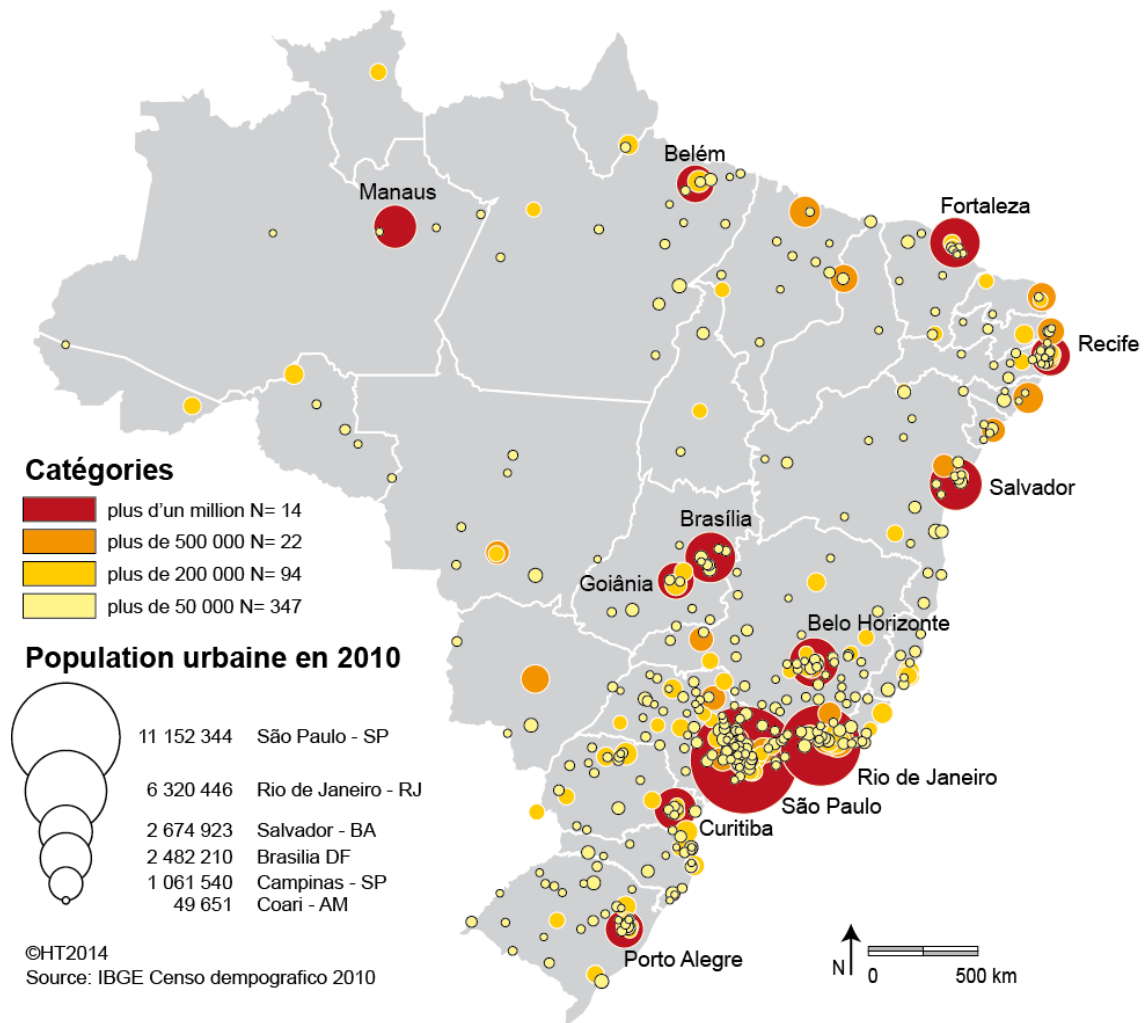 Belém
Manaus
Fortaleza
Recife
Salvador
Brasília
Goiânia
Belo Horizonte
Rio de Janeiro
São Paulo
Curitiba
Porto Alegre
Catégories
plus d'un million N= 14
plus de 500 000 N= 22
plus de 200 000 N= 94
plus de 50 000 N= 347
Population urbaine en 2010
11 152 344 São Paulo - SP
6 320 446 Rio de Janeiro - RJ
2 674 923 Salvador - BA
2 482 210 Brasilia DF
1 061 540 Campinas - SP
49 651 Coari - AM
©HT2014
Source: IBGE Censo dempografico 2010
N
0 500 km